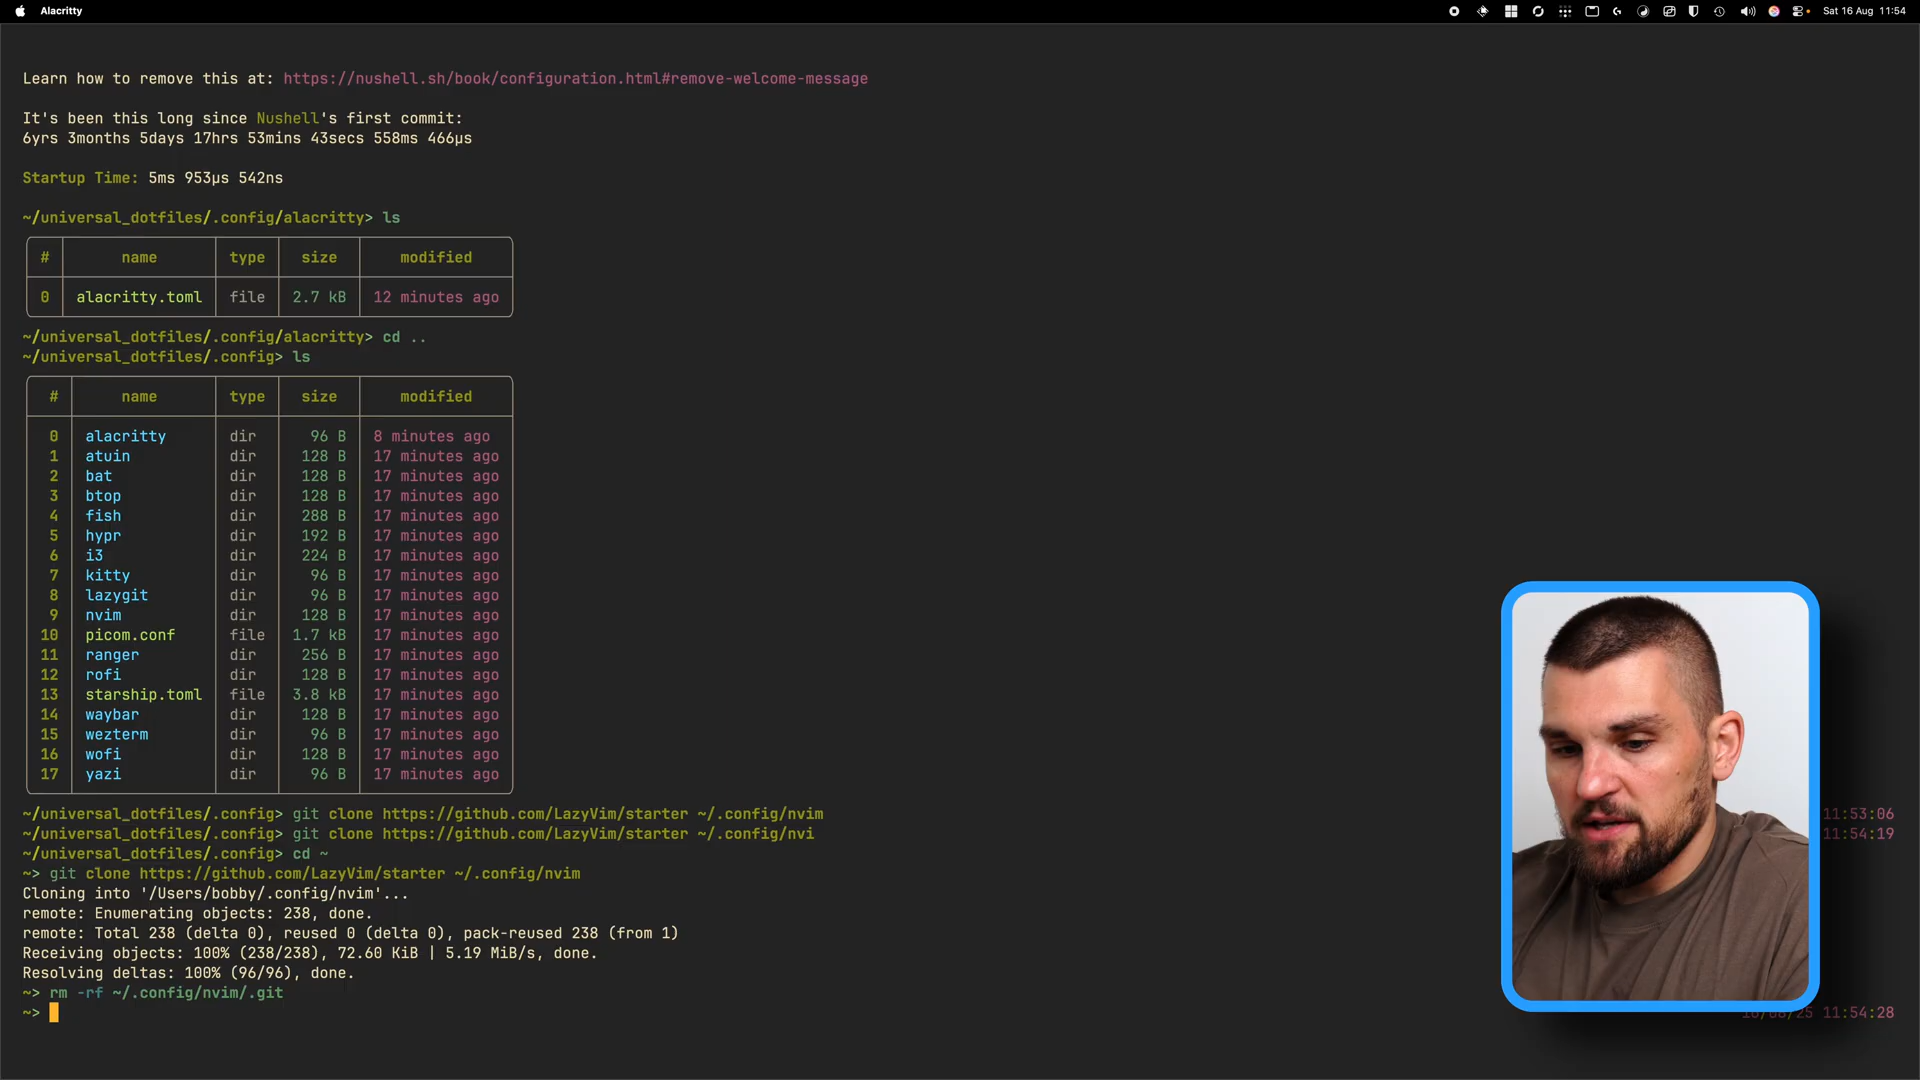 Alacritty
Sat 16 Aug 11:54
Learn how to remove this at: https://nushell.sh/book/configuration.html#remove-welcome-message
It's been this long since Nushell's first commit:
6yrs 3months 5days 17hrs 53mins 43secs 558ms 466µs
Startup Time: 5ms 953µs 542ns
~/universal_dotfiles/.config/alacritty> ls
# name type size modified
0 alacritty.toml file 2.7 kB 12 minutes ago
~/universal_dotfiles/.config/alacritty> cd ..
~/universal_dotfiles/.config> ls
# name type size modified
0 alacritty dir 96 B 8 minutes ago
1 atuin dir 128 B 17 minutes ago
2 bat dir 128 B 17 minutes ago
3 btop dir 128 B 17 minutes ago
4 fish dir 288 B 17 minutes ago
5 hypr dir 192 B 17 minutes ago
6 i3 dir 224 B 17 minutes ago
7 kitty dir 96 B 17 minutes ago
8 lazygit dir 96 B 17 minutes ago
9 nvim dir 128 B 17 minutes ago
10 picom.conf file 1.7 kB 17 minutes ago
11 ranger dir 256 B 17 minutes ago
12 rofi dir 128 B 17 minutes ago
13 starship.toml file 3.8 kB 17 minutes ago
14 waybar dir 128 B 17 minutes ago
15 wezterm dir 96 B 17 minutes ago
16 wofi dir 128 B 17 minutes ago
17 yazi dir 96 B 17 minutes ago
~/universal_dotfiles/.config> git clone https://github.com/LazyVim/starter ~/.config/nvim 11:53:06
~/universal_dotfiles/.config> git clone https://github.com/LazyVim/starter ~/.config/nvi 11:54:19
~/universal_dotfiles/.config> cd ~
~> git clone https://github.com/LazyVim/starter ~/.config/nvim
Cloning into '/Users/bobby/.config/nvim'...
remote: Enumerating objects: 238, done.
remote: Total 238 (delta 0), reused 0 (delta 0), pack-reused 238 (from 1)
Receiving objects: 100% (238/238), 72.60 KiB | 5.19 MiB/s, done.
Resolving deltas: 100% (96/96), done.
~> rm -rf ~/.config/nvim/.git
~> 16/08/25 11:54:28